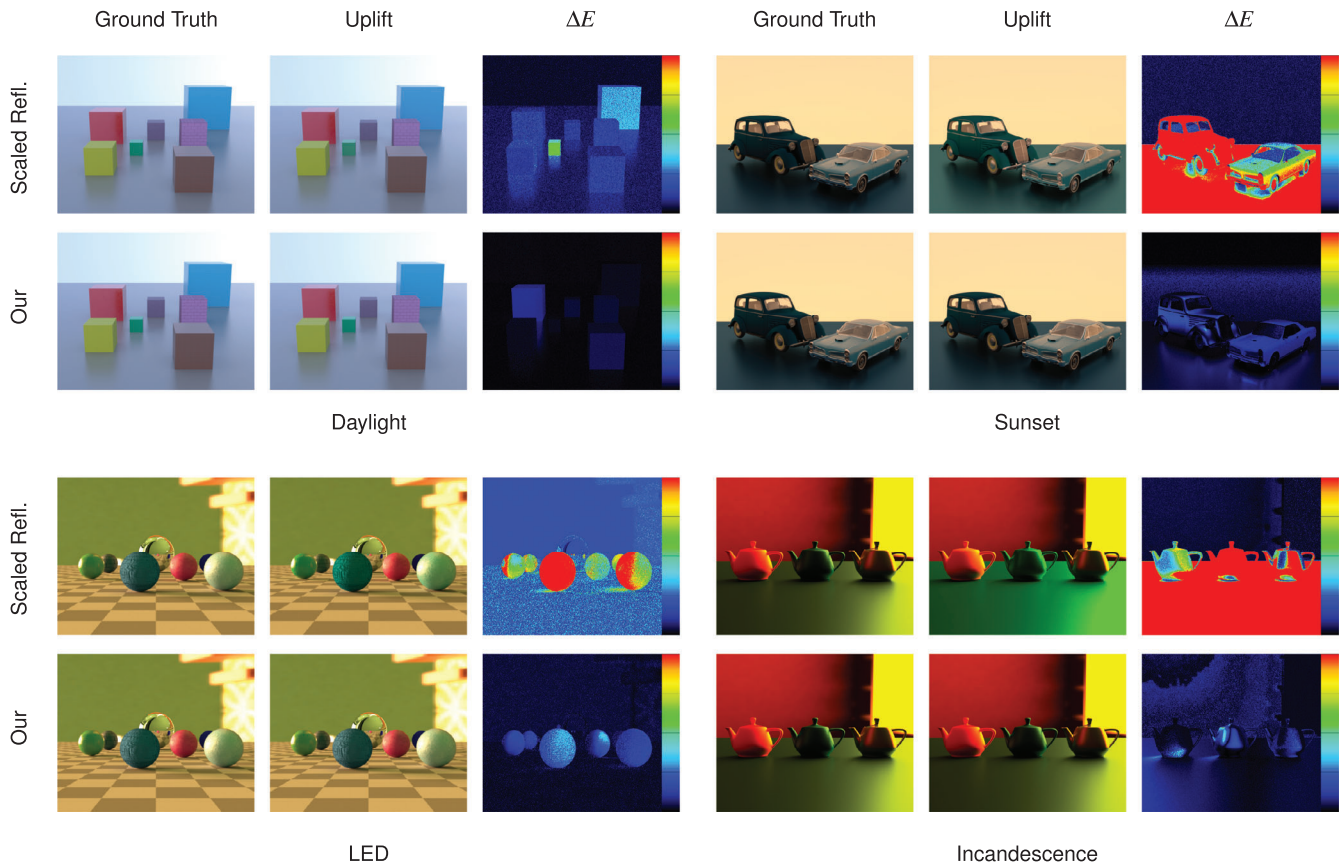 Ground Truth Uplift ΔE Ground Truth Uplift ΔE
Scaled Refl.
Our
Daylight Sunset
Scaled Refl.
Our
LED Incandescence